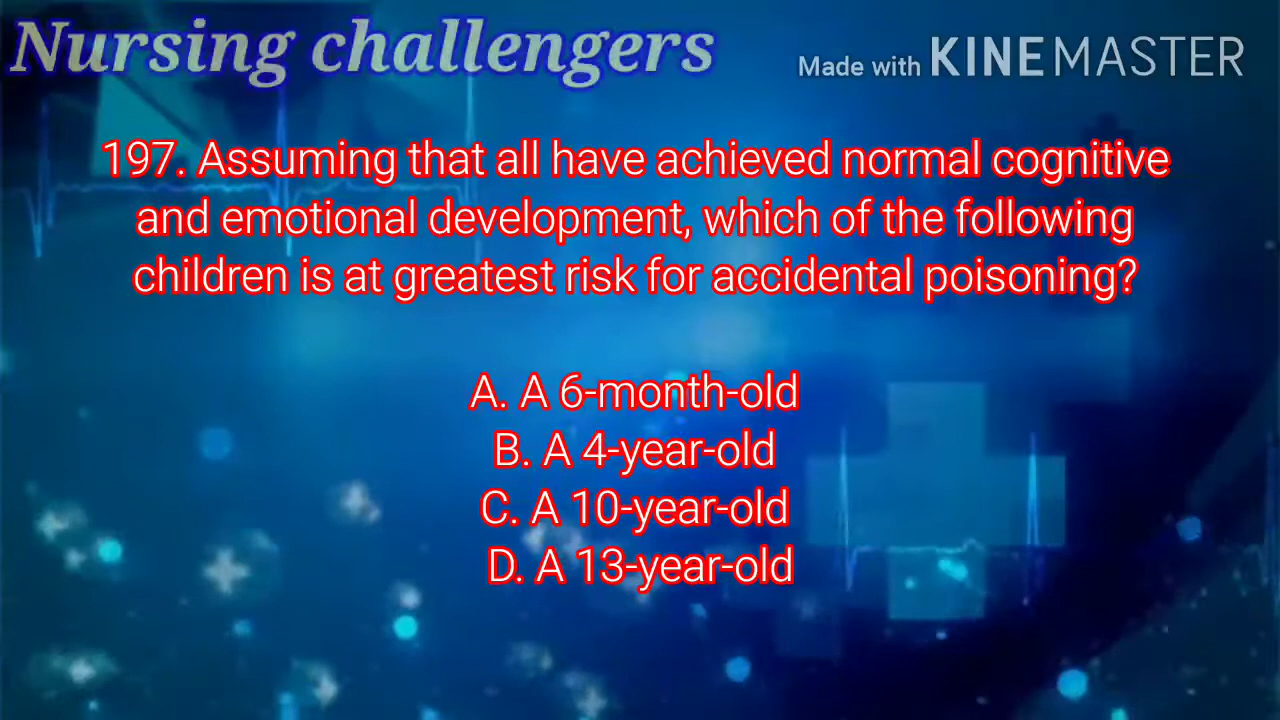 Nursing challengers
Made with KINEMASTER
197. Assuming that all have achieved normal cognitive
and emotional development, which of the following
children is at greatest risk for accidental poisoning?
A. A 6-month-old
B. A 4-year-old
C. A 10-year-old
D. A 13-year-old